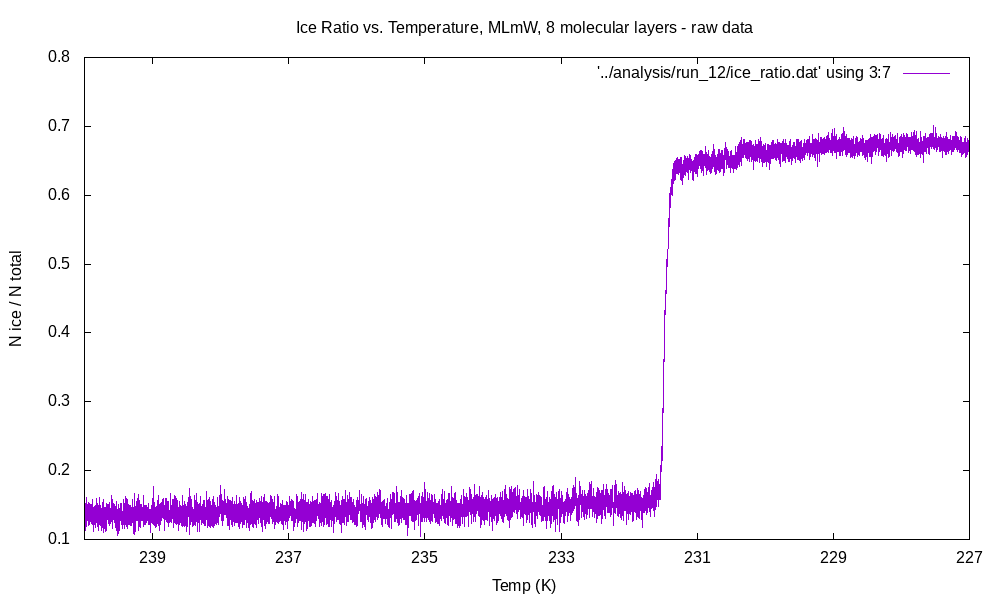 Ice Ratio vs. Temperature, MLmW, 8 molecular layers - raw data
'../analysis/run_12/ice_ratio.dat' using 3:7
N ice / N total
0.8
0.7
0.6
0.5
0.4
0.3
0.2
0.1
239 237 235 233 231 229 227
Temp (K)